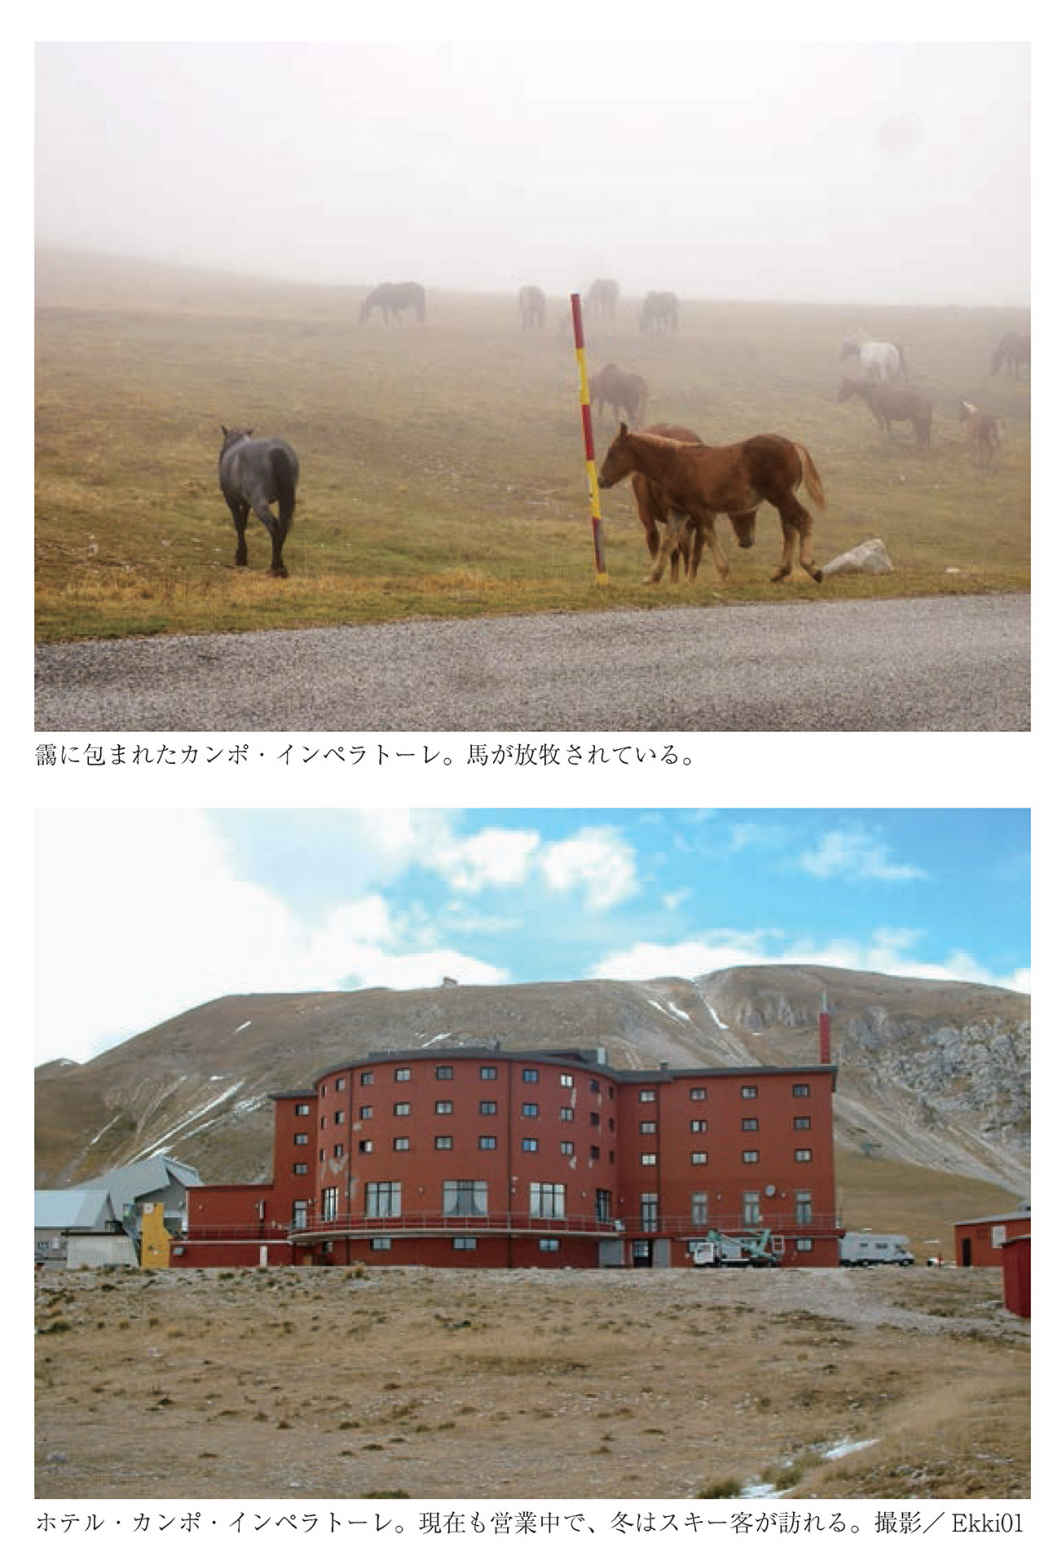 靄に包まれたカンポ・インペラトーレ。馬が放牧されている。
ホテル・カンポ・インペラトーレ。現在も営業中で、冬はスキー客が訪れる。撮影／Ekki01